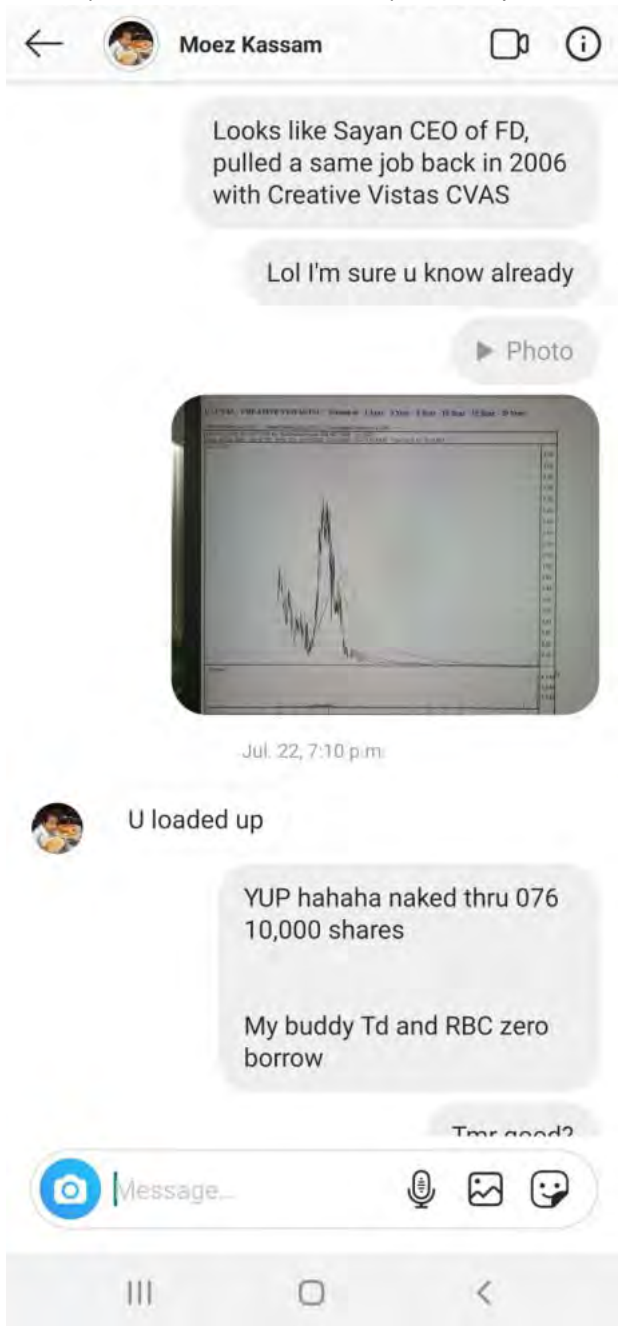 Moez Kassam
Looks like Sayan CEO of FD,
pulled a same job back in 2006
with Creative Vistas CVAS
Lol I'm sure u know already
Photo
Jul. 22, 7:10 p.m.
U loaded up
YUP hahaha naked thru 076
10,000 shares
My buddy Td and RBC zero
borrow
Tmr good?
Message...